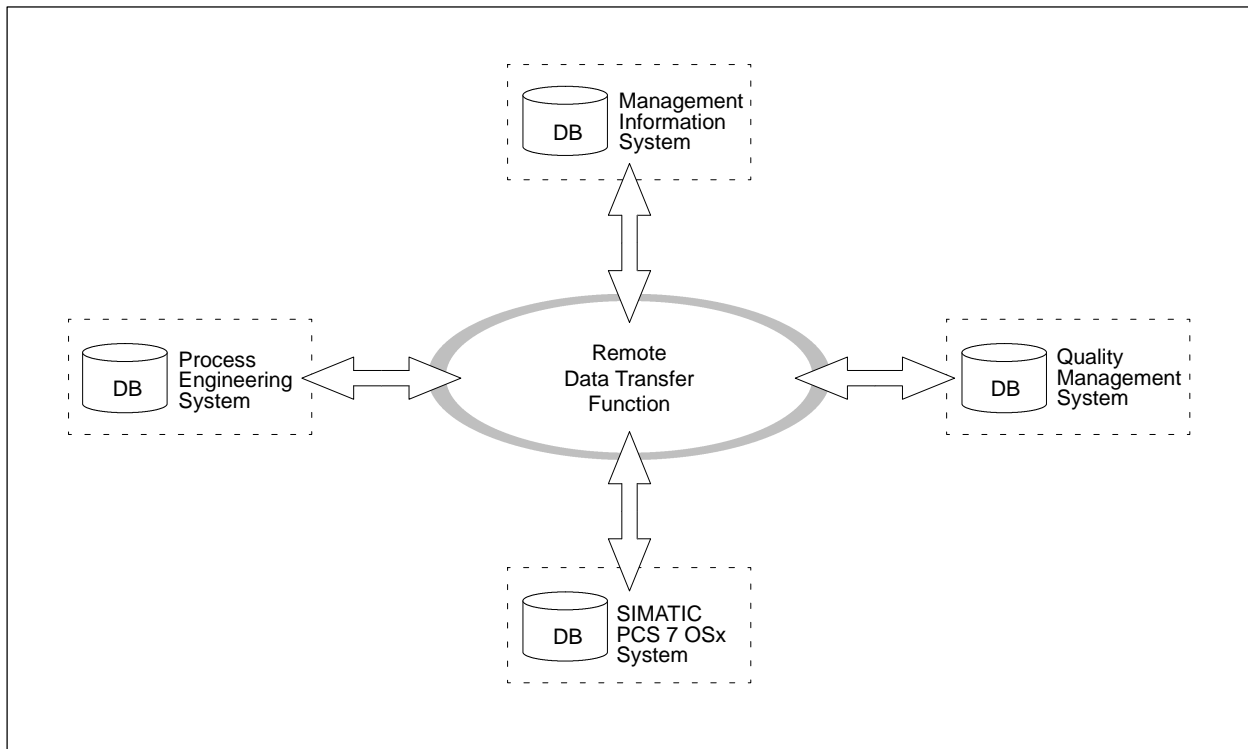 DB
Management
Information
System
DB
Process
Engineering
System
Remote
Data Transfer
Function
DB
Quality
Management
System
DB
SIMATIC
PCS 7 OSx
System